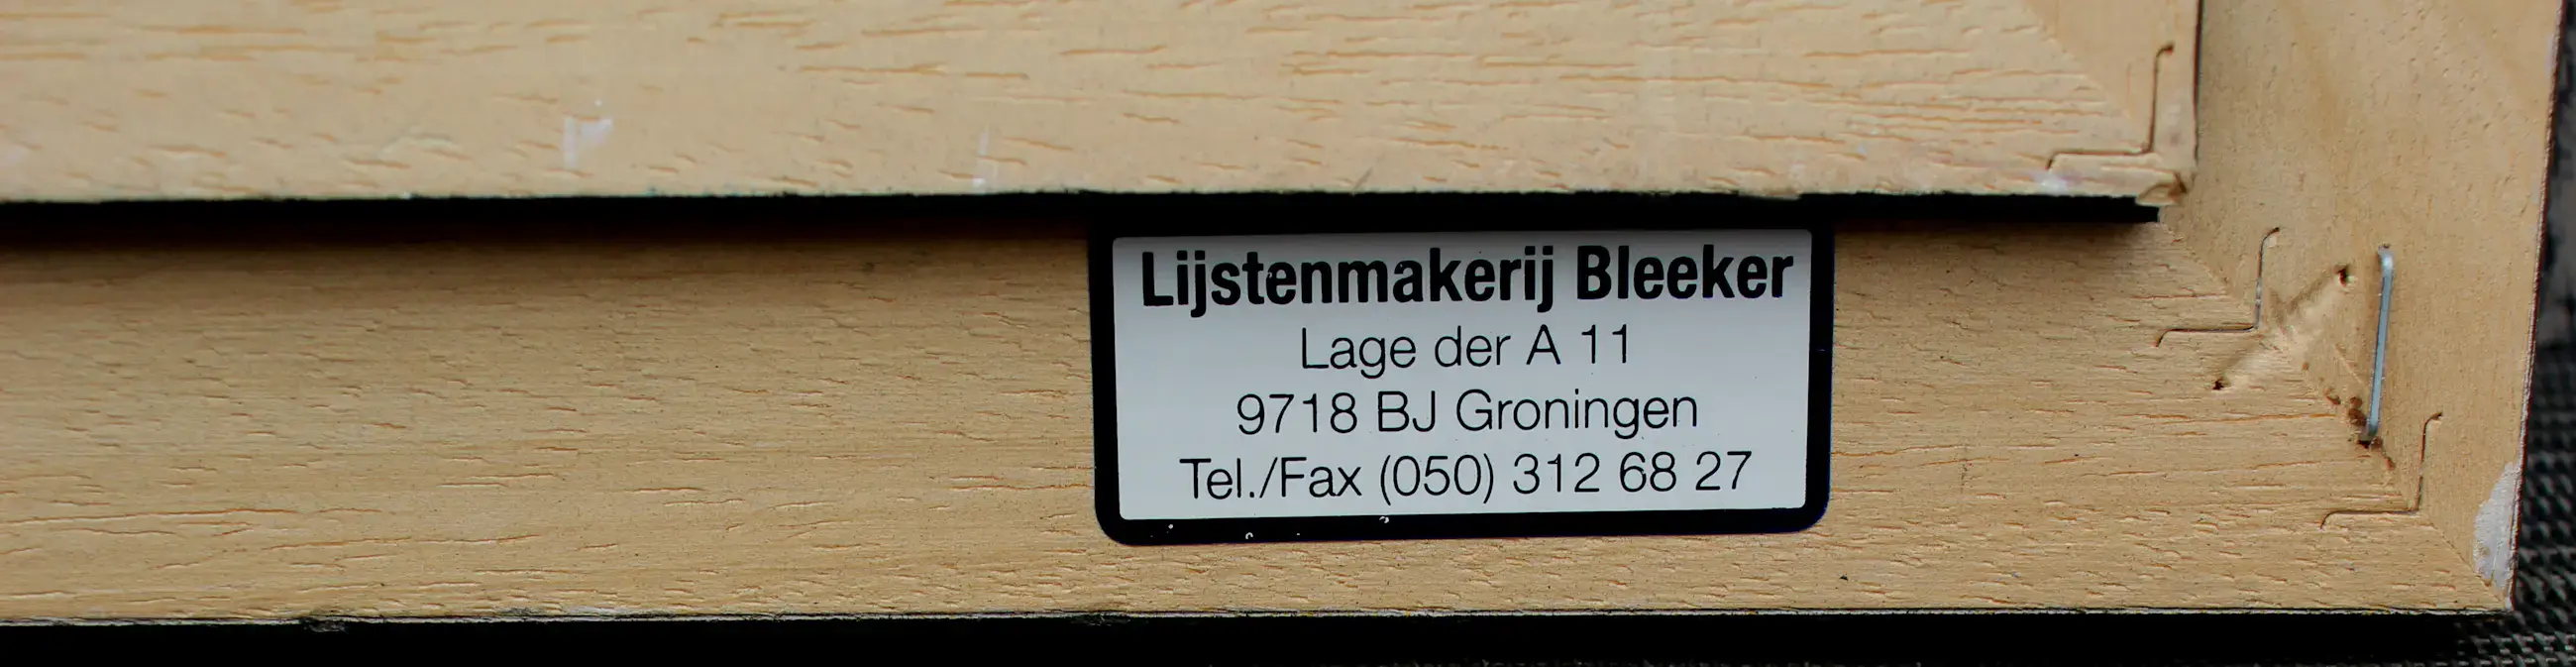 Lijstenmakerij Bleeker
Lage der A 11
9718 BJ Groningen
Tel./Fax (050) 312 68 27